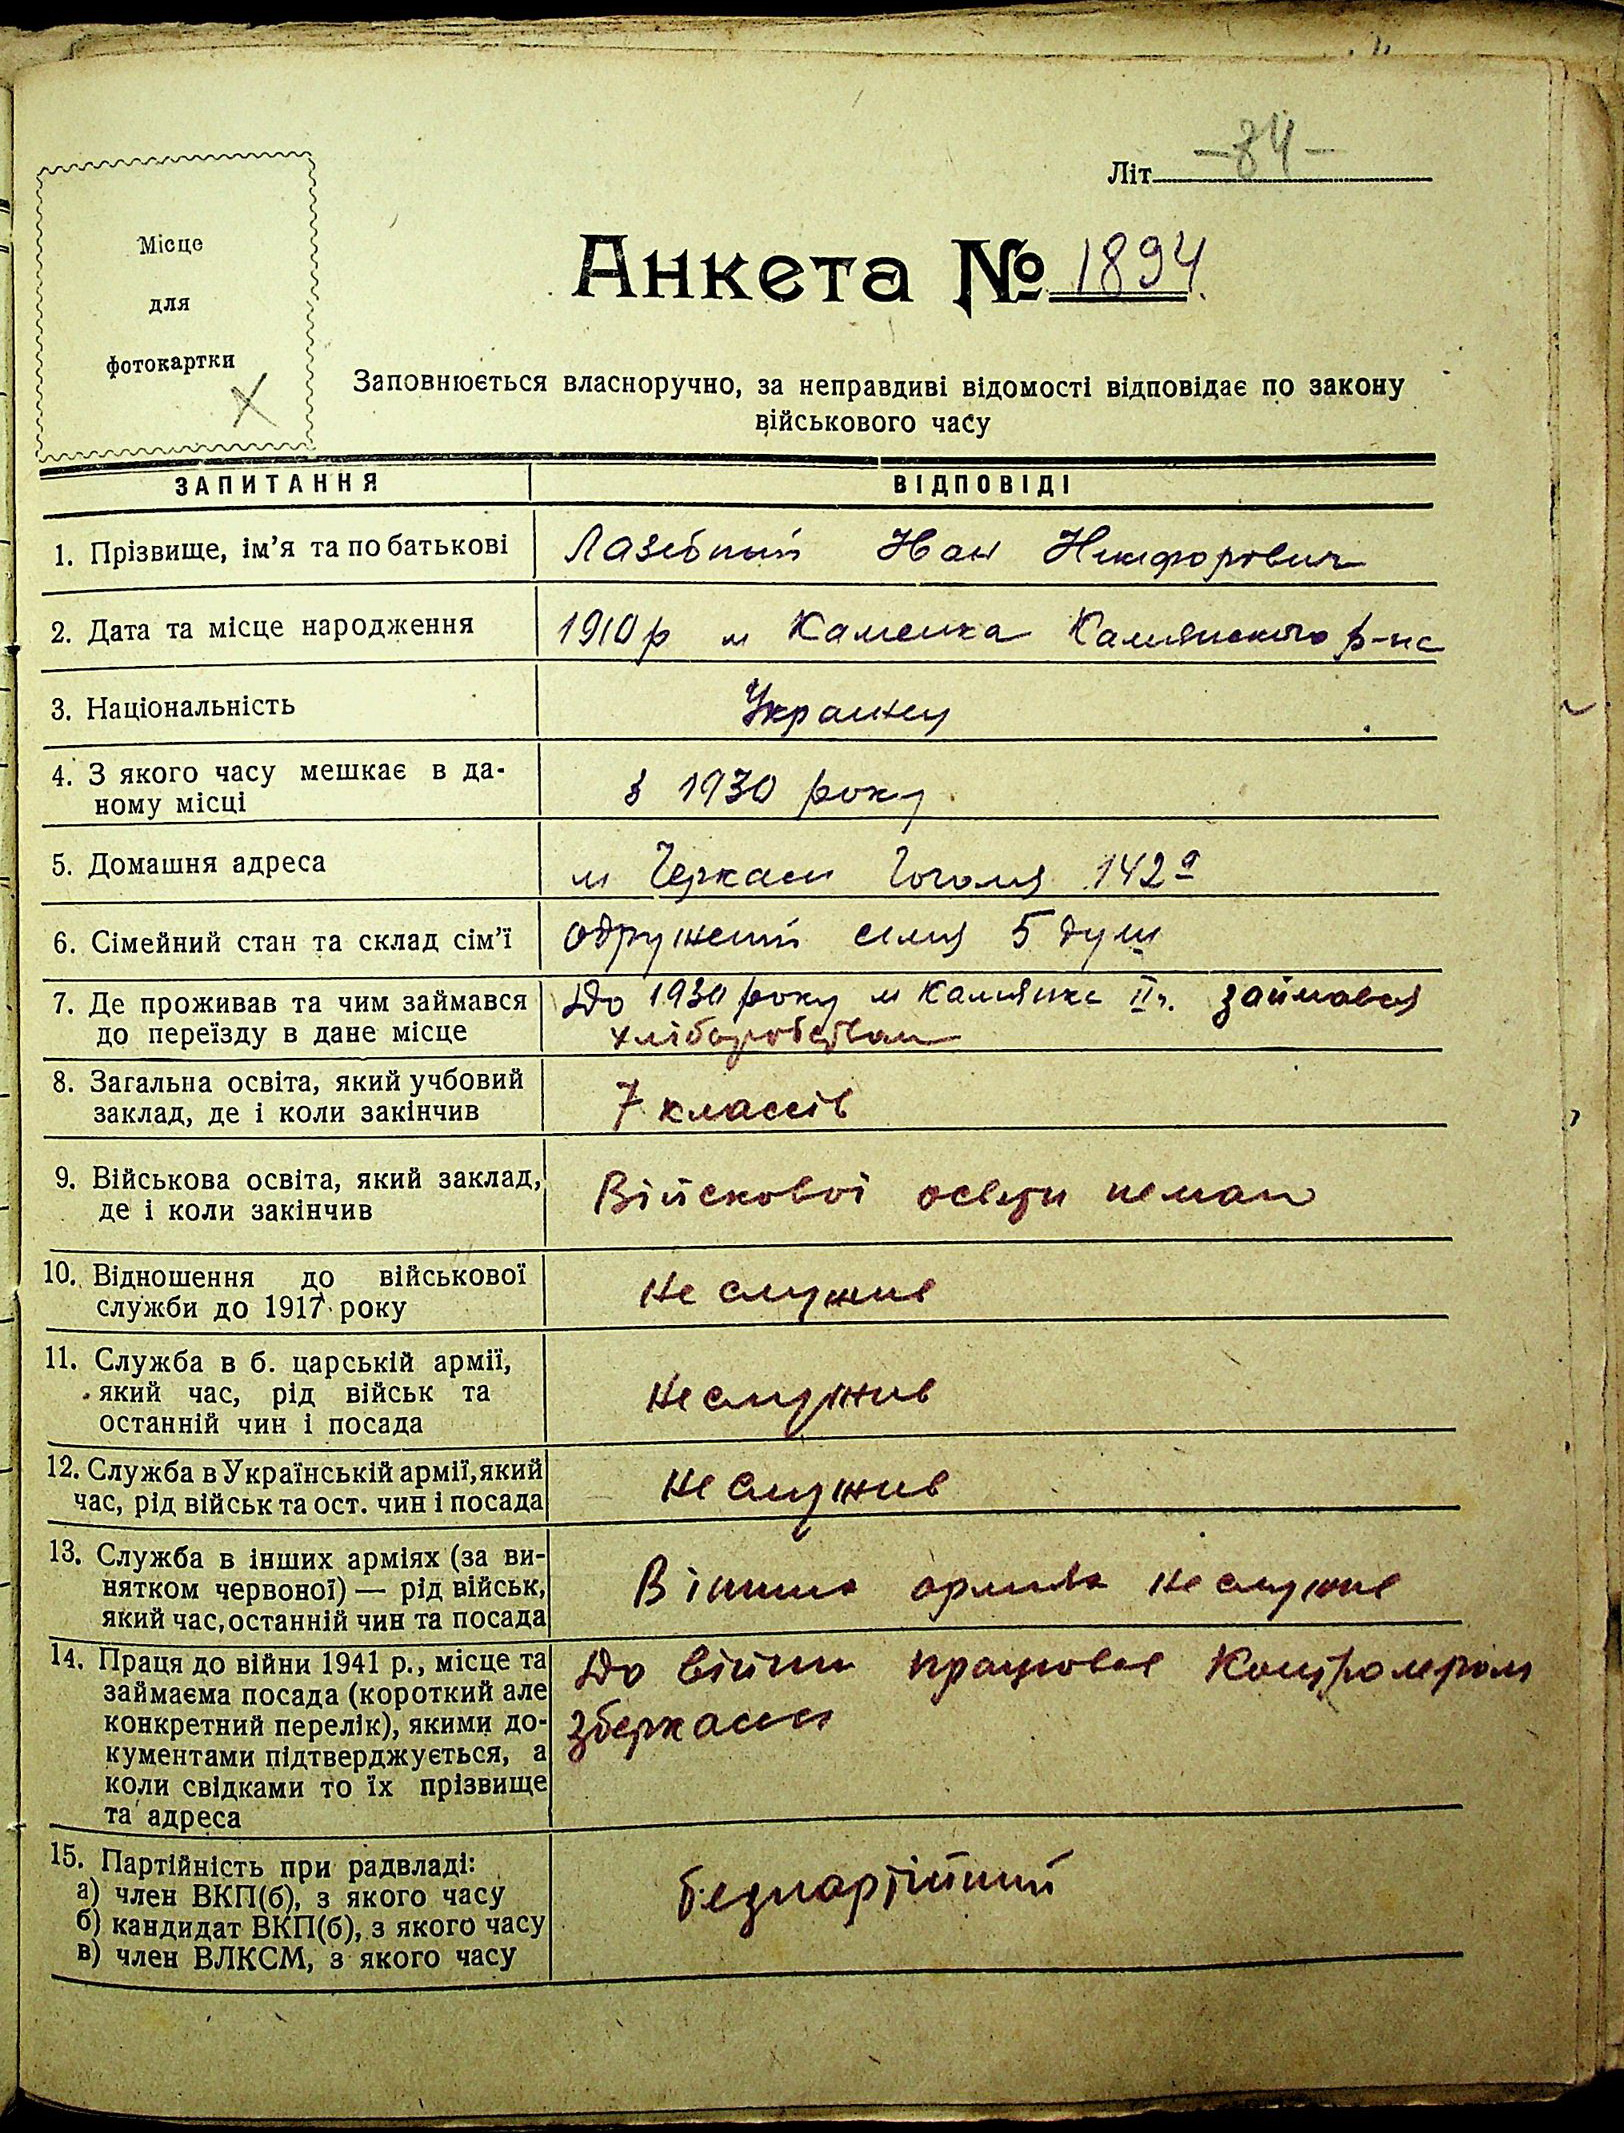 Літ. -84-
Місце
для
фотокартки
Анкета № 1894.
Заповнюється власноручно, за неправдиві відомості відповідає по закону
військового часу
ЗАПИТАННЯ ВІДПОВІДІ
1. Прізвище, ім'я та по батькові Лазебный Иван Никифорович
2. Дата та місце народження 1910 р м Каменка Камянського р-на
3. Національність Украинец
4. З якого часу мешкає в да-
ному місці з 1930 року
5. Домашня адреса м Черкаси Гоголя 142а
6. Сімейний стан та склад сім'ї одружений сімя 5 душ
7. Де проживав та чим займався До 1930 року м Камянке ІІч. займався
до переїзду в дане місце хліборобством
8. Загальна освіта, який учбовий
заклад, де і коли закінчив 7 классів
9. Військова освіта, який заклад,
де і коли закінчив Війскової освіти немаю
10. Відношення до військової
служби до 1917 року не служив
11. Служба в б. царській армії,
який час, рід військ та
останній чин і посада не служив
12. Служба в Українській армії, який
час, рід військ та ост. чин і посада не служив
13. Служба в інших арміях (за ви-
нятком червоної) — рід військ,
який час, останній чин та посада В інших арміях не служив
14. Праця до війни 1941 р., місце та До війни працював Контролером
займаєма посада (короткий але
конкретний перелік), якими до- зберкасси
кументами підтверджується, а
коли свідками то їх прізвище
та адреса
15. Партійність при радвладі:
а) член ВКП(б), з якого часу безпартійний
б) кандидат ВКП(б), з якого часу
в) член ВЛКСМ, з якого часу